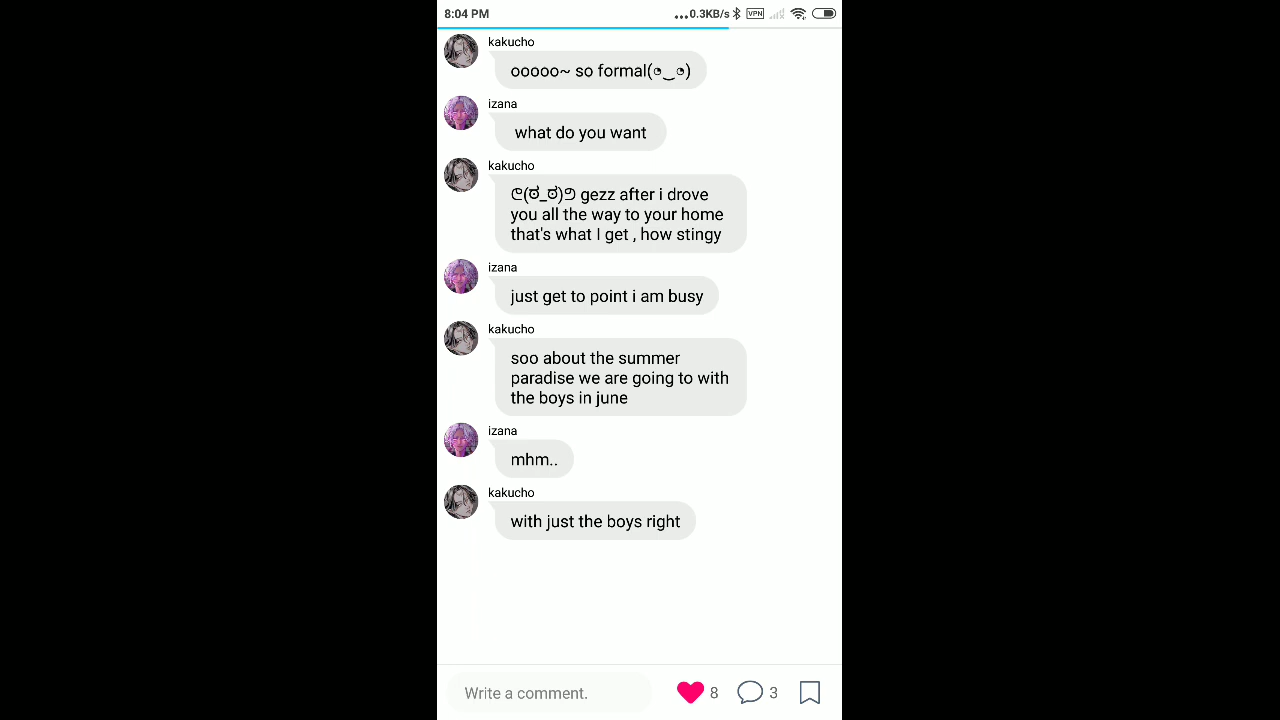 8:04 PM ...0.3KB/s VPN
kakucho
ooooo~ so formal(•‿•)
izana
what do you want
kakucho
ᕙ(ಠ_ಠ)ᕗ gezz after i drove
you all the way to your home
that's what I get , how stingy
izana
just get to point i am busy
kakucho
soo about the summer
paradise we are going to with
the boys in june
izana
mhm..
kakucho
with just the boys right
Write a comment. 8 3